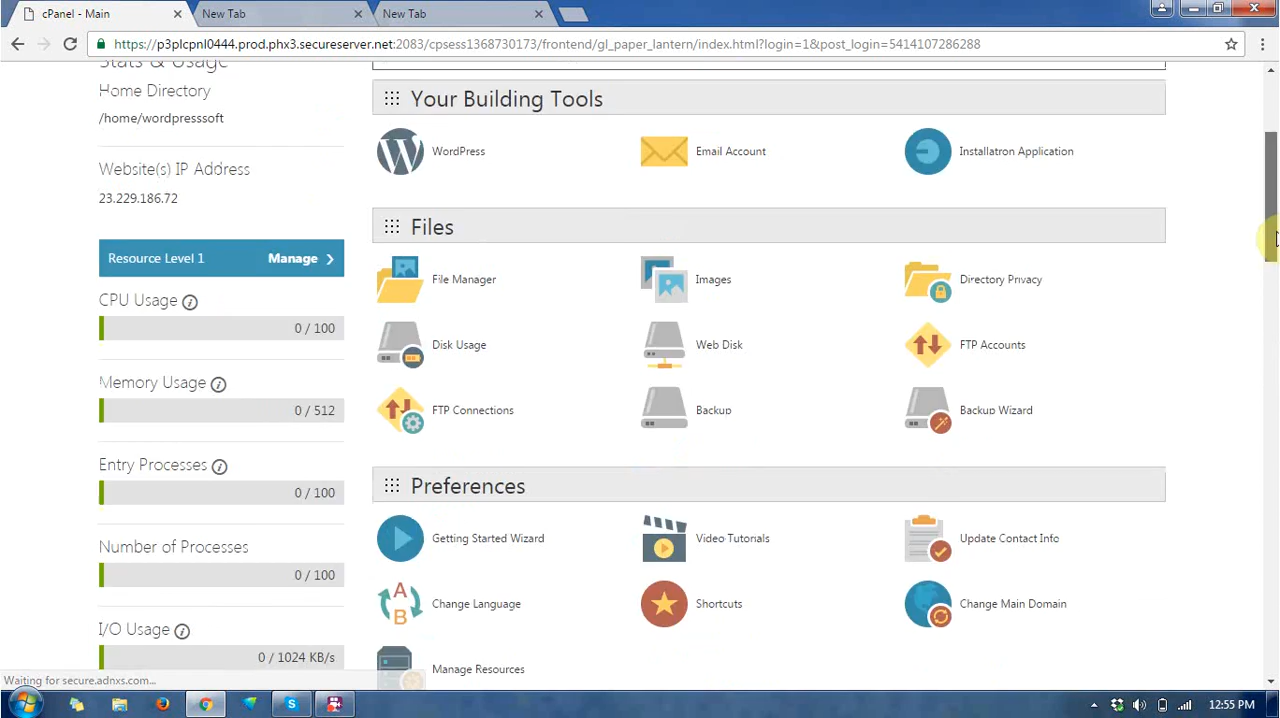 cPanel - Main
New Tab
New Tab
https://p3plcpnl0444.prod.phx3.secureserver.net:2083/cpsess1368730173/frontend/gl_paper_lantern/index.html?login=1&post_login=5414107286288
Stats & Usage
Home Directory
/home/wordpresssoft
Website(s) IP Address
23.229.186.72
Resource Level 1 Manage
CPU Usage
0 / 100
Memory Usage
0 / 512
Entry Processes
0 / 100
Number of Processes
0 / 100
I/O Usage
0 / 1024 KB/s
Your Building Tools
WordPress Email Account Installatron Application
Files
File Manager Images Directory Privacy
Disk Usage Web Disk FTP Accounts
FTP Connections Backup Backup Wizard
Preferences
Getting Started Wizard Video Tutorials Update Contact Info
Change Language Shortcuts Change Main Domain
Manage Resources
Waiting for secure.adnxs.com...
12:55 PM